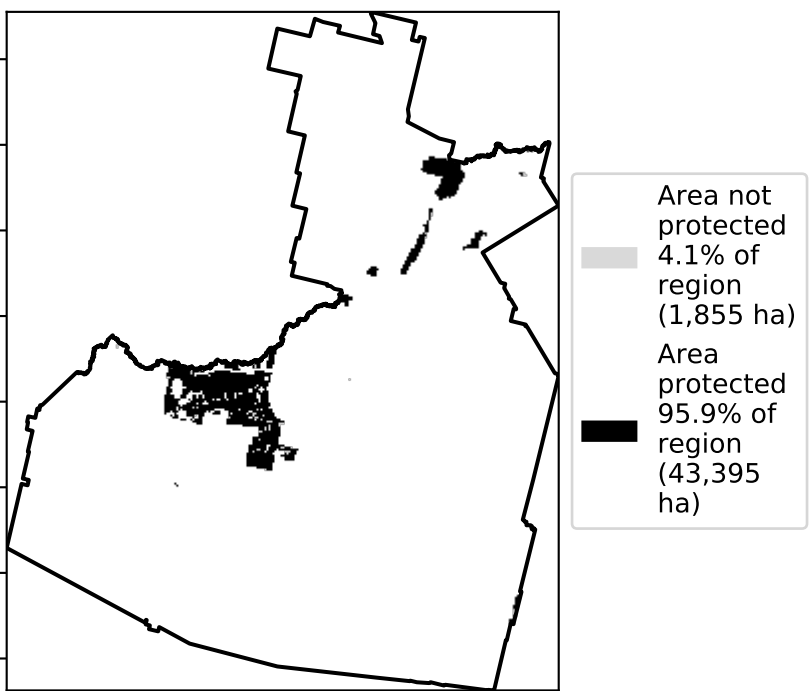 Area not
protected
4.1% of
region
(1,855 ha)
Area
protected
95.9% of
region
(43,395
ha)